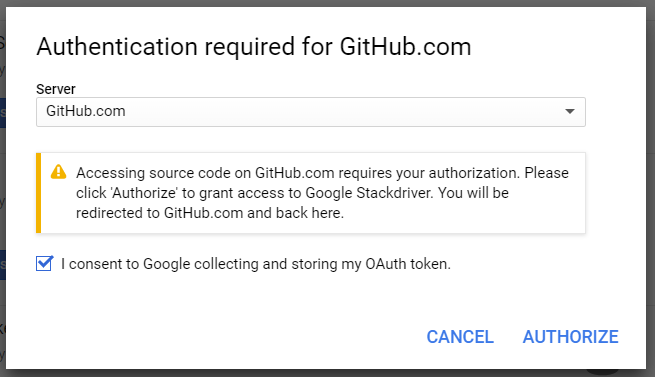 Authentication required for GitHub.com
Server
GitHub.com
Accessing source code on GitHub.com requires your authorization. Please
click 'Authorize' to grant access to Google Stackdriver. You will be
redirected to GitHub.com and back here.
I consent to Google collecting and storing my OAuth token.
CANCEL AUTHORIZE